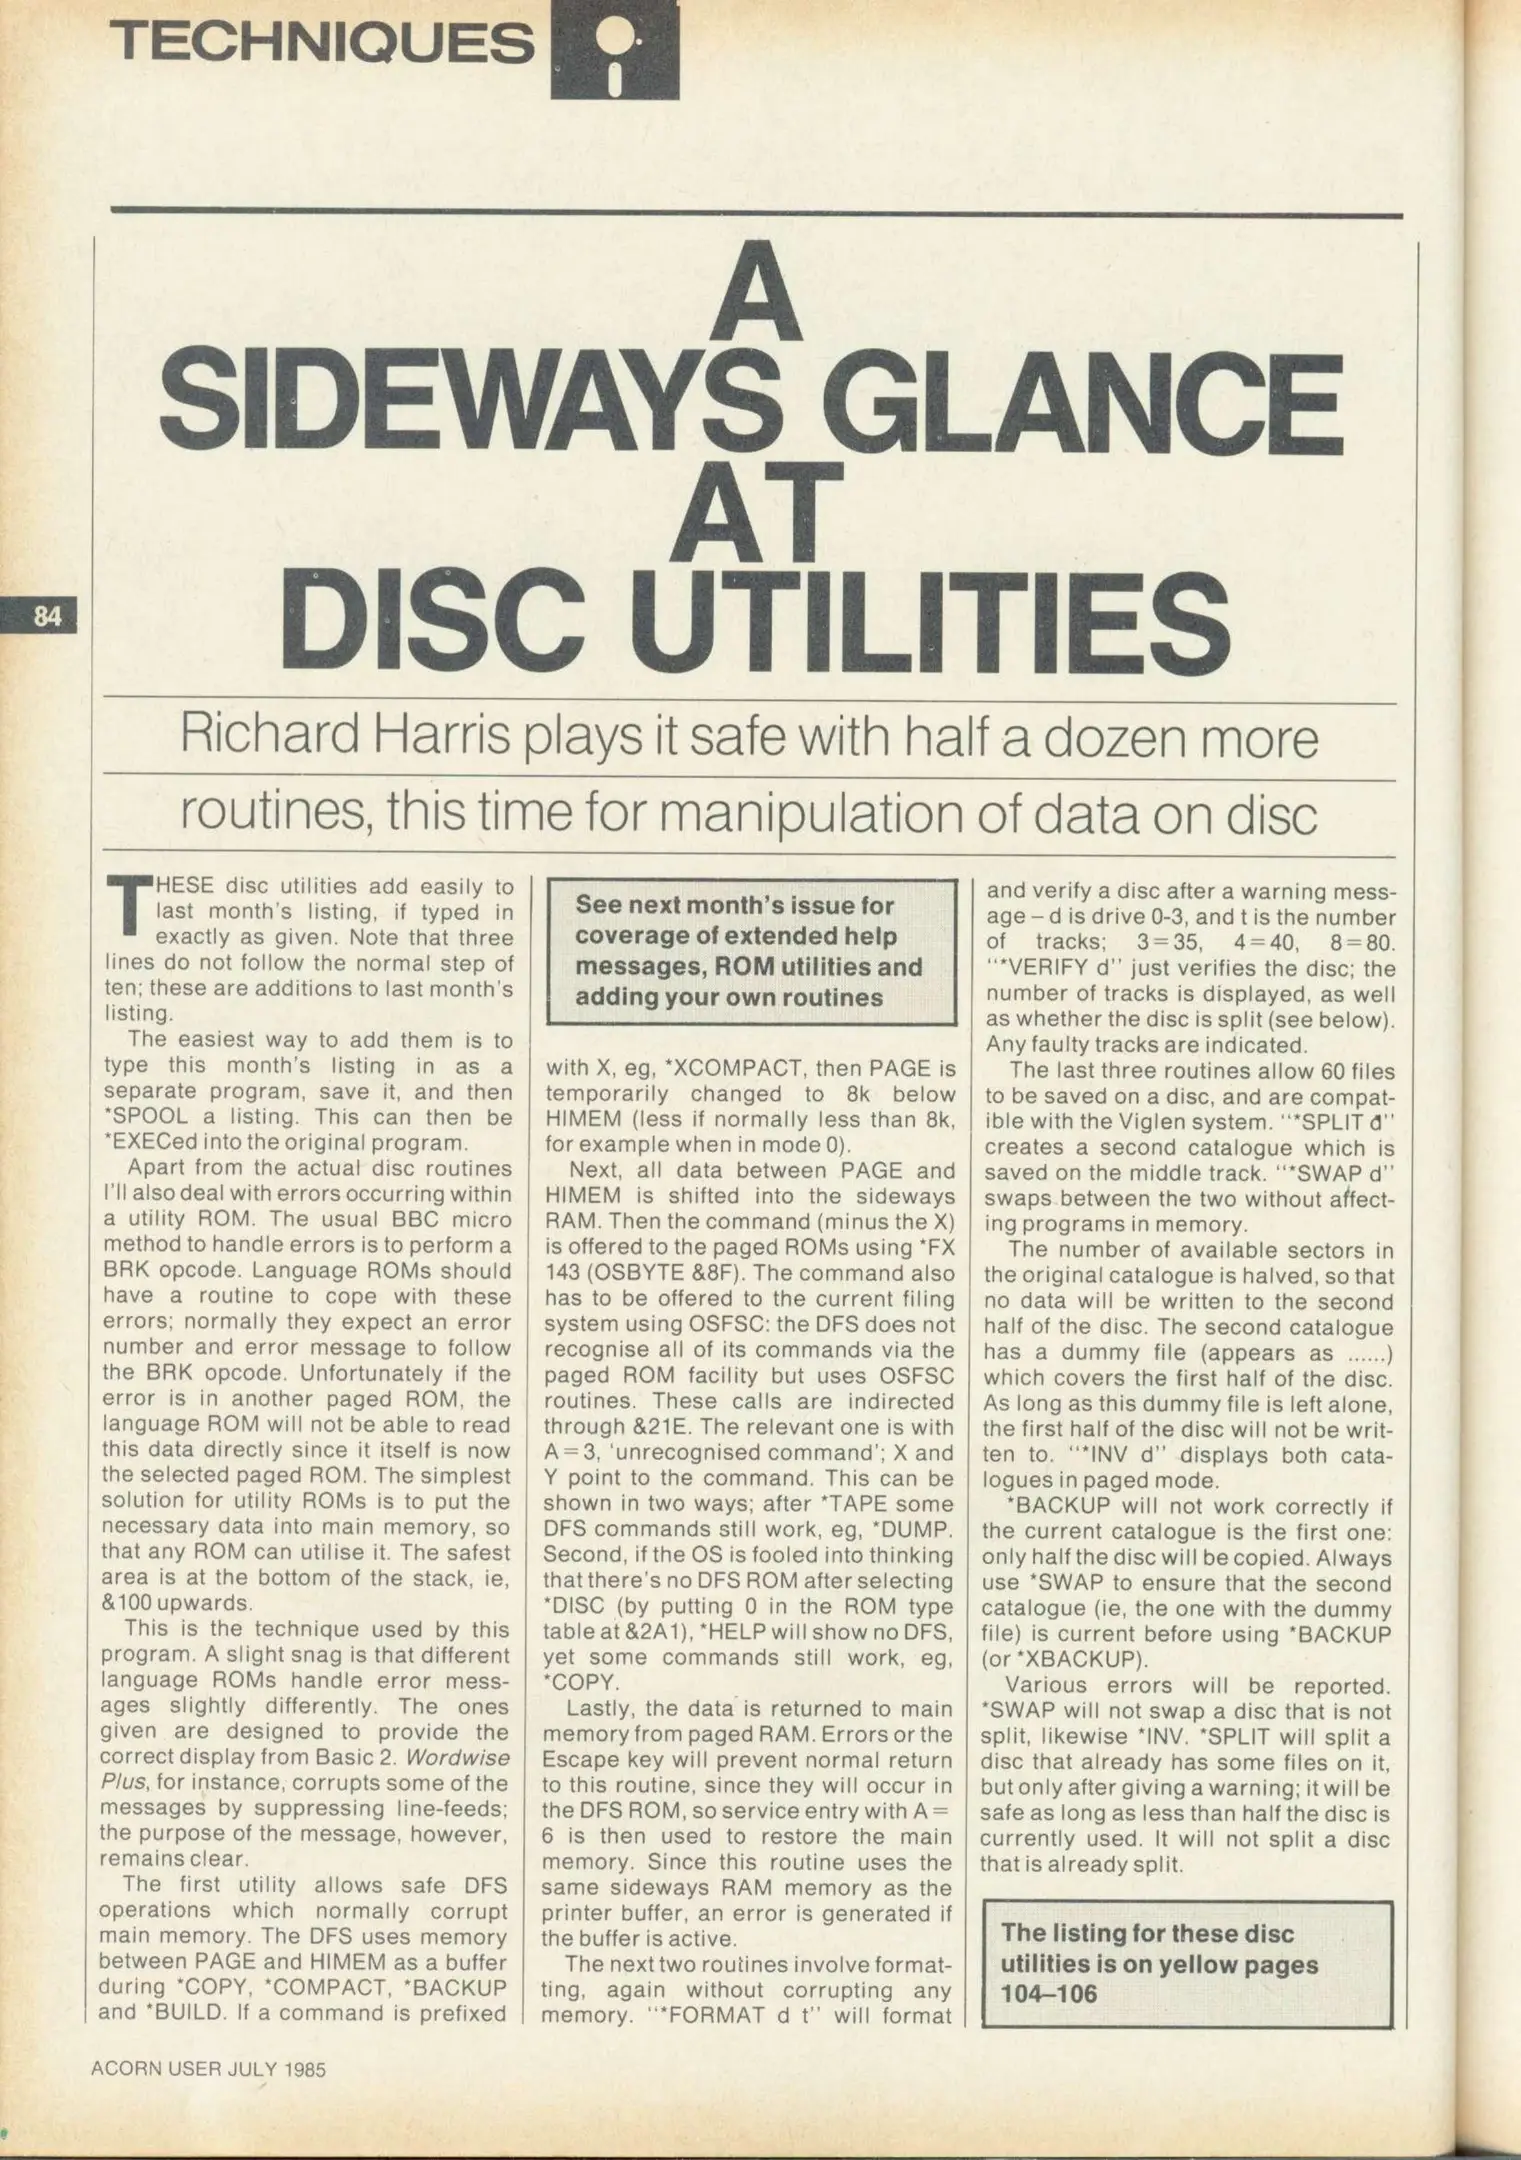 TECHNIQUES
A
SIDEWAYS GLANCE
AT
DISC UTILITIES
84
Richard Harris plays it safe with half a dozen more
routines, this time for manipulation of data on disc
THESE disc utilities add easily to
last month's listing, if typed in
exactly as given. Note that three
lines do not follow the normal step of
ten; these are additions to last month's
listing.
The easiest way to add them is to
type this month's listing in as a
separate program, save it, and then
*SPOOL a listing. This can then be
*EXECed into the original program.
Apart from the actual disc routines
I'll also deal with errors occurring within
a utility ROM. The usual BBC micro
method to handle errors is to perform a
BRK opcode. Language ROMs should
have a routine to cope with these
errors; normally they expect an error
number and error message to follow
the BRK opcode. Unfortunately if the
error is in another paged ROM, the
language ROM will not be able to read
this data directly since it itself is now
the selected paged ROM. The simplest
solution for utility ROMs is to put the
necessary data into main memory, so
that any ROM can utilise it. The safest
area is at the bottom of the stack, ie,
&100 upwards.
This is the technique used by this
program. A slight snag is that different
language ROMs handle error mess-
ages slightly differently. The ones
given are designed to provide the
correct display from Basic 2. Wordwise
Plus, for instance, corrupts some of the
messages by suppressing line-feeds;
the purpose of the message, however,
remains clear.
The first utility allows safe DFS
operations which normally corrupt
main memory. The DFS uses memory
between PAGE and HIMEM as a buffer
during *COPY, *COMPACT, *BACKUP
and *BUILD. If a command is prefixed
See next month's issue for
coverage of extended help
messages, ROM utilities and
adding your own routines
with X, eg, *XCOMPACT, then PAGE is
temporarily changed to 8k below
HIMEM (less if normally less than 8k,
for example when in mode 0).
Next, all data between PAGE and
HIMEM is shifted into the sideways
RAM. Then the command (minus the X)
is offered to the paged ROMs using *FX
143 (OSBYTE &8F). The command also
has to be offered to the current filing
system using OSFSC: the DFS does not
recognise all of its commands via the
paged ROM facility but uses OSFSC
routines. These calls are indirected
through &21E. The relevant one is with
A=3, 'unrecognised command'; X and
Y point to the command. This can be
shown in two ways; after *TAPE some
DFS commands still work, eg, *DUMP.
Second, if the OS is fooled into thinking
that there's no DFS ROM after selecting
*DISC (by putting 0 in the ROM type
table at &2A1), *HELP will show no DFS,
yet some commands still work, eg,
*COPY.
Lastly, the data is returned to main
memory from paged RAM. Errors or the
Escape key will prevent normal return
to this routine, since they will occur in
the DFS ROM, so service entry with A=
6 is then used to restore the main
memory. Since this routine uses the
same sideways RAM memory as the
printer buffer, an error is generated if
the buffer is active.
The next two routines involve format-
ting, again without corrupting any
memory. "*FORMAT d t" will format
and verify a disc after a warning mess-
age – d is drive 0-3, and t is the number
of tracks; 3=35, 4=40, 8=80.
"*VERIFY d" just verifies the disc; the
number of tracks is displayed, as well
as whether the disc is split (see below).
Any faulty tracks are indicated.
The last three routines allow 60 files
to be saved on a disc, and are compat-
ible with the Viglen system. "*SPLIT d"
creates a second catalogue which is
saved on the middle track. "*SWAP d"
swaps between the two without affect-
ing programs in memory.
The number of available sectors in
the original catalogue is halved, so that
no data will be written to the second
half of the disc. The second catalogue
has a dummy file (appears as ......)
which covers the first half of the disc.
As long as this dummy file is left alone,
the first half of the disc will not be writ-
ten to. "*INV d" displays both cata-
logues in paged mode.
*BACKUP will not work correctly if
the current catalogue is the first one:
only half the disc will be copied. Always
use *SWAP to ensure that the second
catalogue (ie, the one with the dummy
file) is current before using *BACKUP
(or *XBACKUP).
Various errors will be reported.
*SWAP will not swap a disc that is not
split, likewise *INV. *SPLIT will split a
disc that already has some files on it,
but only after giving a warning; it will be
safe as long as less than half the disc is
currently used. It will not split a disc
that is already split.
The listing for these disc
utilities is on yellow pages
104–106
ACORN USER JULY 1985